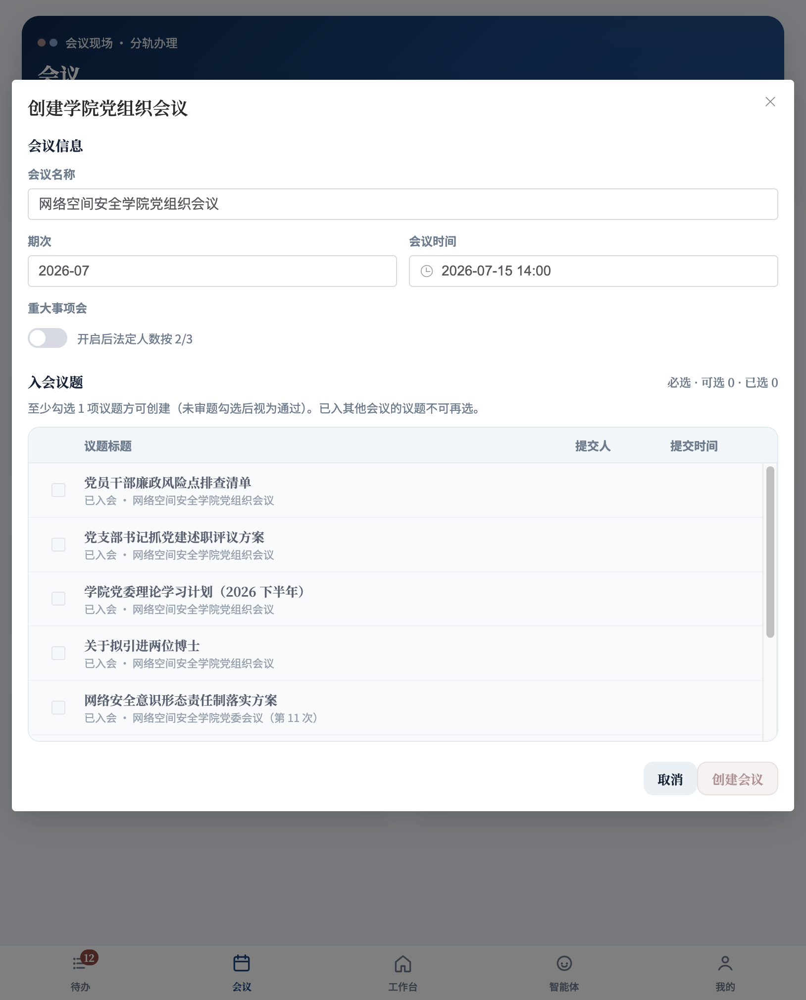 会议现场 · 分轨办理
会议
创建学院党组织会议
会议信息
会议名称
网络空间安全学院党组织会议
期次
会议时间
2026-07
2026-07-15 14:00
重大事项会
开启后法定人数按 2/3
入会议题
必选 · 可选 0 · 已选 0
至少勾选 1 项议题方可创建（未审题勾选后视为通过）。已入其他会议的议题不可再选。
议题标题
提交人
提交时间
党员干部廉政风险点排查清单
已入会 · 网络空间安全学院党组织会议
党支部书记抓党建述职评议方案
已入会 · 网络空间安全学院党组织会议
学院党委理论学习计划（2026 下半年）
已入会 · 网络空间安全学院党组织会议
关于拟引进两位博士
已入会 · 网络空间安全学院党组织会议
网络安全意识形态责任制落实方案
已入会 · 网络空间安全学院党委会议（第 11 次）
取消
创建会议
12
待办
会议
工作台
智能体
我的